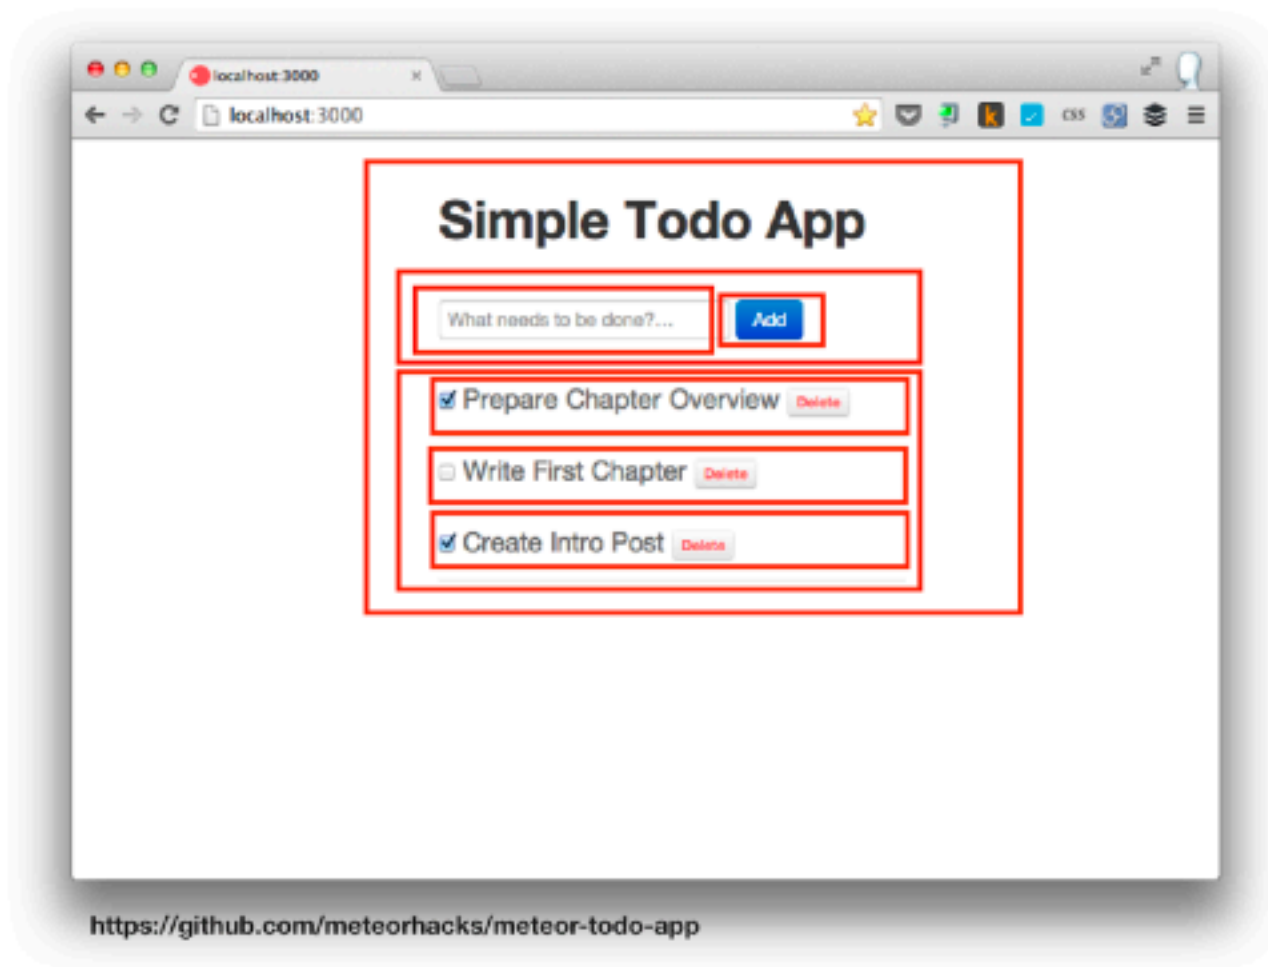 localhost:3000
localhost:3000
CSS
Simple Todo App
What needs to be done?... Add
Prepare Chapter Overview Delete
Write First Chapter Delete
Create Intro Post Delete
https://github.com/meteorhacks/meteor-todo-app